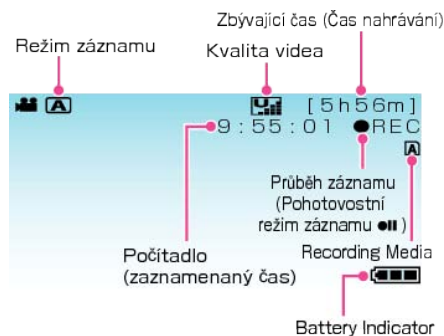 Zbývající čas (Čas nahrávání)
Režim záznamu
Kvalita videa
A
[5h56m]
9:55:01 ●REC
A
Průběh záznamu
(Pohotovostní
režim záznamu ●II)
Počítadlo
(zaznamenaný čas)
Recording Media
Battery Indicator